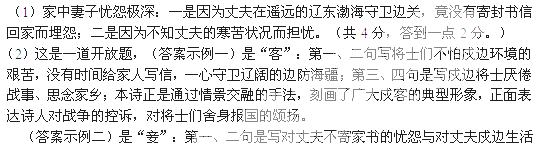 （1）家中妻子忧怨极深：一是因为丈夫在遥远的辽东渤海守卫边关，竟没有寄封书信
回家而埋怨；二是因为不知丈夫的寒苦状况而担忧。（共 4 分，答到一点 2 分。）
（2）这是一道开放题，（答案示例一）是“客”：第一、二句写将士们不怕戍边环境的
艰苦，没有时间给家人写信，一心守卫辽阔的边防海疆；第三、四句是写戍边将士厌倦
战事、思念家乡；本诗正是通过情景交融的手法，刻画了广大戍客的典型形象，正面表
达诗人对战争的控诉，对将士们舍身报国的颂扬。
（答案示例二）是“妾”：第一、二句是写对丈夫不寄家书的忧怨与对丈夫戍边生活